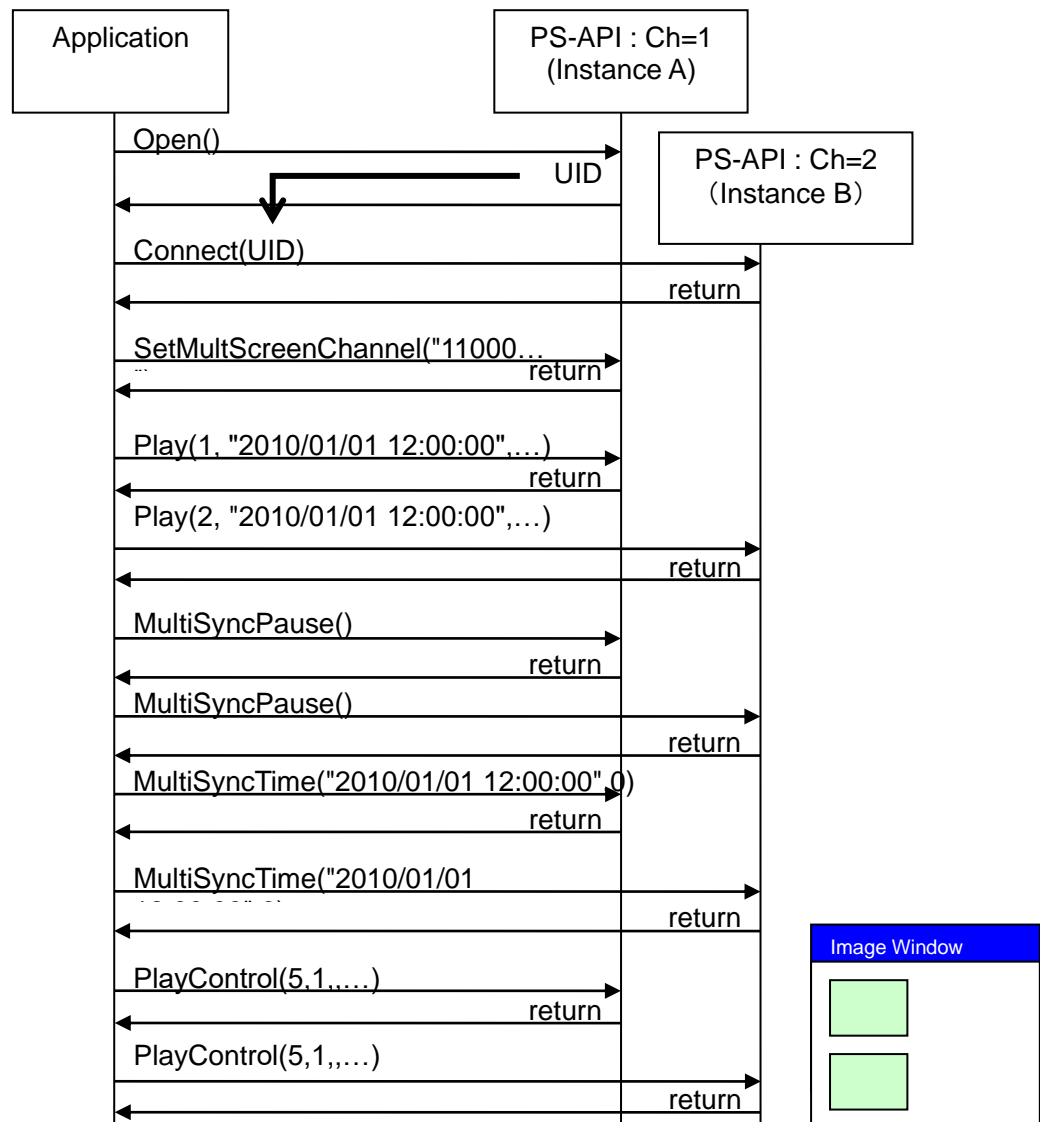 Application
PS-API : Ch=1
(Instance A)
Open()
UID
PS-API : Ch=2
（Instance B）
Connect(UID)
return
SetMultScreenChannel("11000…
return
Play(1, "2010/01/01 12:00:00",…)
return
Play(2, "2010/01/01 12:00:00",…)
return
MultiSyncPause()
return
MultiSyncPause()
return
MultiSyncTime("2010/01/01 12:00:00",0)
return
MultiSyncTime("2010/01/01
return
Image Window
PlayControl(5,1,,…)
return
PlayControl(5,1,,…)
return